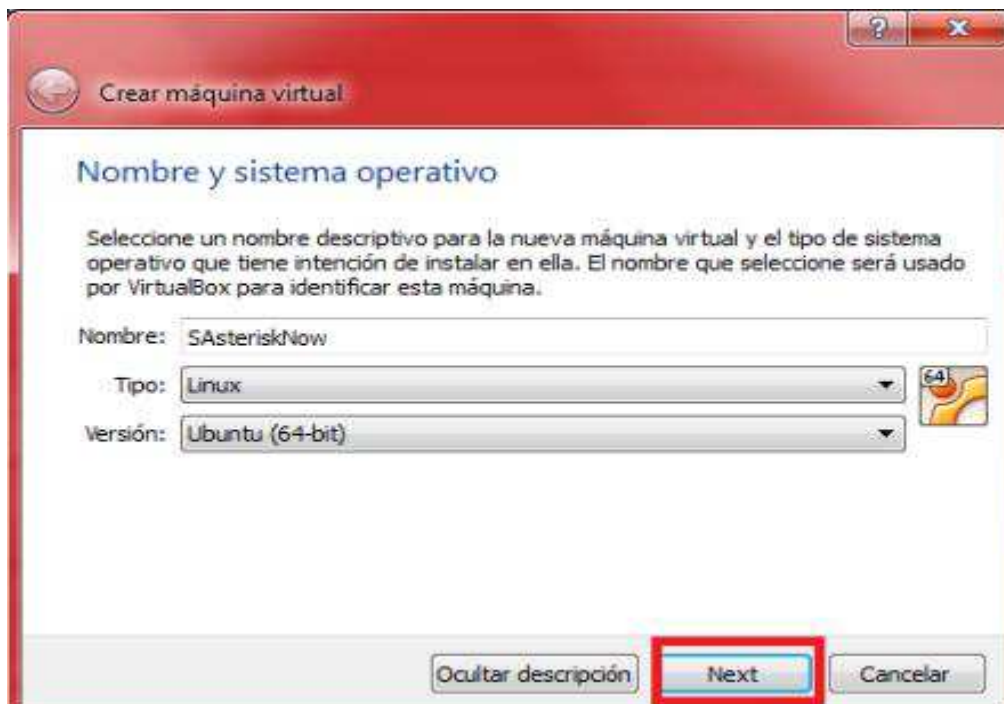 ?
x
Crear máquina virtual
Nombre y sistema operativo
Seleccione un nombre descriptivo para la nueva máquina virtual y el tipo de sistema
operativo que tiene intención de instalar en ella. El nombre que seleccione será usado
por VirtualBox para identificar esta máquina.
Nombre: SAsteriskNow
Tipo: Linux
64
Versión: Ubuntu (64-bit)
Ocultar descripción Next Cancelar